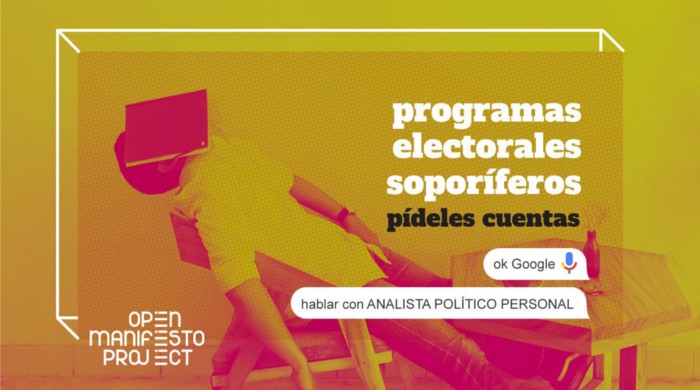 programas
electorales
soporíferos
pídeles cuentas
ok Google
hablar con ANALISTA POLÍTICO PERSONAL
OPEN
MANIFESTO
PROJECT